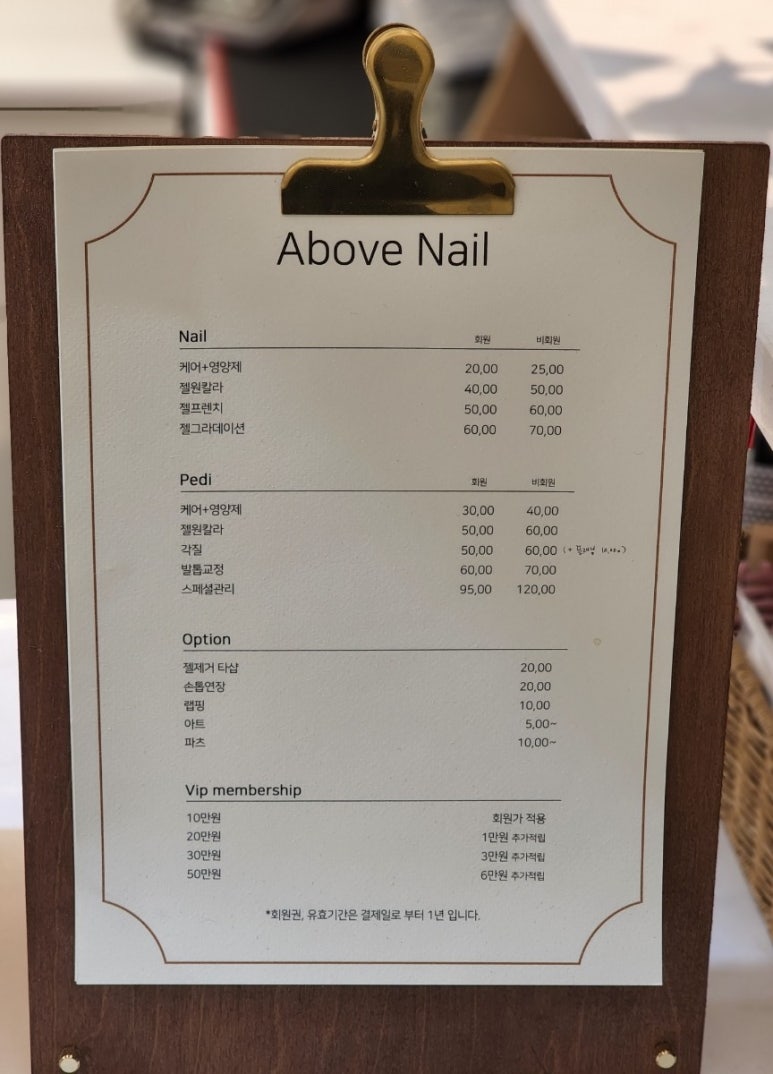 Above Nail
Nail 회원 비회원
케어+영양제 20,00 25,00
젤원칼라 40,00 50,00
젤프렌치 50,00 60,00
젤그라데이션 60,00 70,00
Pedi 회원 비회원
케어+영양제 30,00 40,00
젤원칼라 50,00 60,00
각질 50,00 60,00
발톱교정 60,00 70,00
스페셜관리 95,00 120,00
Option
젤제거 타샵 20,00
손톱연장 20,00
랩핑 10,00
아트 5,00~
파츠 10,00~
Vip membership
10만원 회원가 적용
20만원 1만원 추가적립
30만원 3만원 추가적립
50만원 6만원 추가적립
*회원권, 유효기간은 결제일로 부터 1년 입니다.